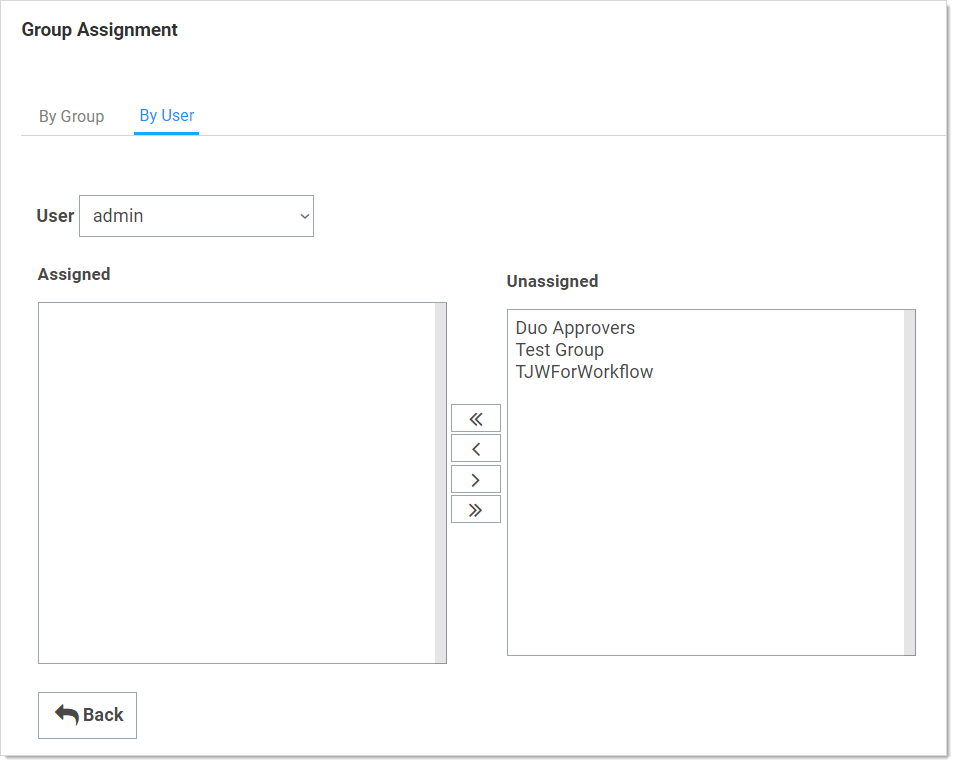 Group Assignment
By Group
By User
User admin
Assigned
Unassigned
Duo Approvers
Test Group
TJWForWorkflow
Back